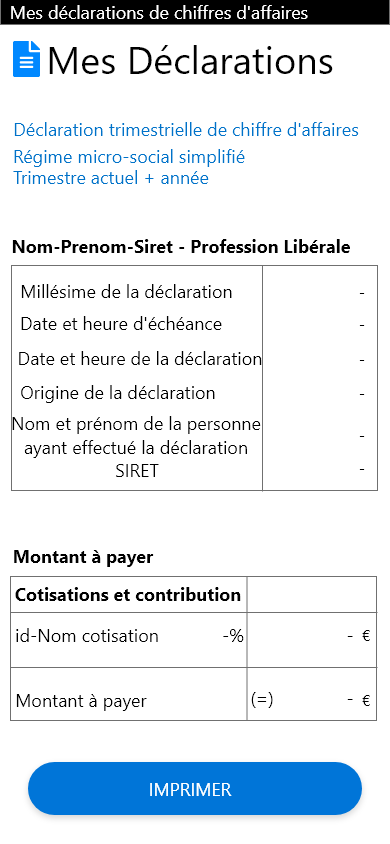 Mes déclarations de chiffres d'affaires
Mes Déclarations
Déclaration trimestrielle de chiffre d'affaires
Régime micro-social simplifié
Trimestre actuel + année
Nom-Prenom-Siret - Profession Libérale
Millésime de la déclaration -
Date et heure d'échéance -
Date et heure de la déclaration -
Origine de la déclaration -
Nom et prénom de la personne
ayant effectué la déclaration -
SIRET -
Montant à payer
Cotisations et contribution
id-Nom cotisation -% - €
Montant à payer (=) - €
IMPRIMER